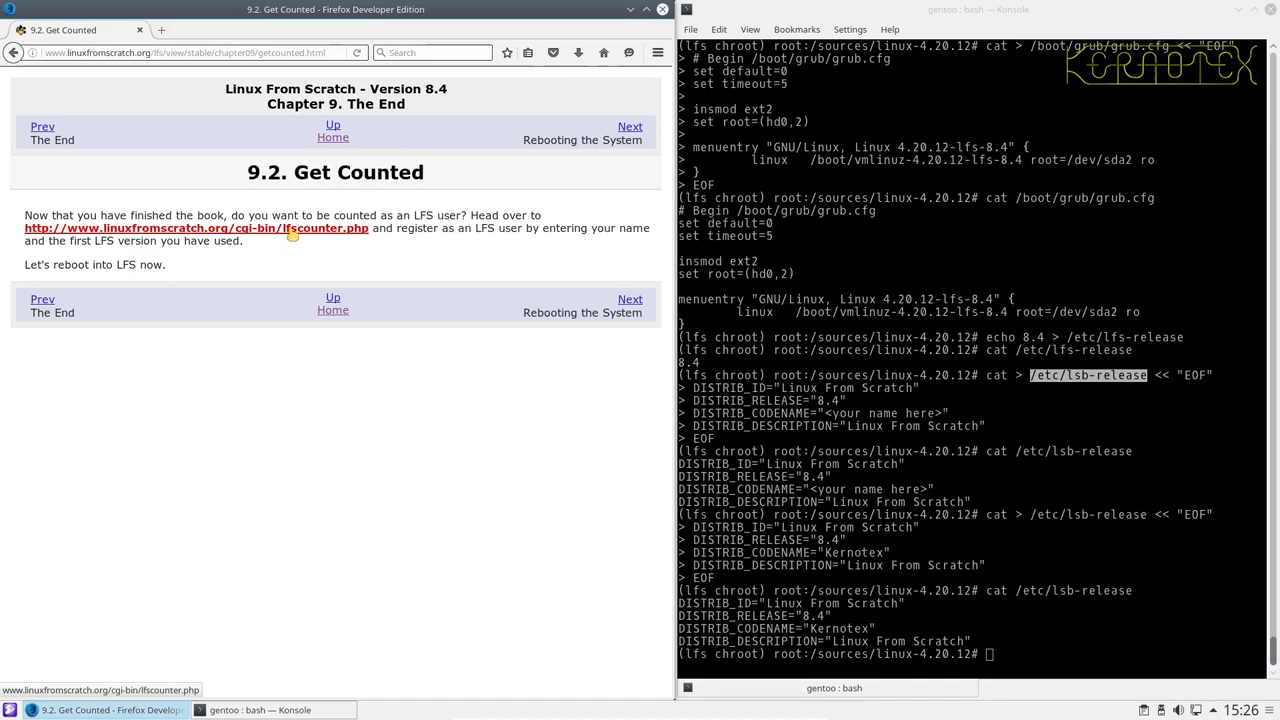 9.2. Get Counted - Firefox Developer Edition
9.2. Get Counted
www.linuxfromscratch.org/lfs/view/stable/chapter09/getcounted.html
Search
Linux From Scratch - Version 8.4
Chapter 9. The End
Prev Up Next
The End Home Rebooting the System
9.2. Get Counted
Now that you have finished the book, do you want to be counted as an LFS user? Head over to
http://www.linuxfromscratch.org/cgi-bin/lfscounter.php and register as an LFS user by entering your name
and the first LFS version you have used.
Let's reboot into LFS now.
Prev Up Next
The End Home Rebooting the System
www.linuxfromscratch.org/cgi-bin/lfscounter.php
gentoo : bash — Konsole
File Edit View Bookmarks Settings Help
KERNOTEX
(lfs chroot) root:/sources/linux-4.20.12# cat > /boot/grub/grub.cfg << "EOF"
> # Begin /boot/grub/grub.cfg
> set default=0
> set timeout=5
>
> insmod ext2
> set root=(hd0,2)
>
> menuentry "GNU/Linux, Linux 4.20.12-lfs-8.4" {
>         linux   /boot/vmlinuz-4.20.12-lfs-8.4 root=/dev/sda2 ro
> }
> EOF
(lfs chroot) root:/sources/linux-4.20.12# cat /boot/grub/grub.cfg
# Begin /boot/grub/grub.cfg
set default=0
set timeout=5
insmod ext2
set root=(hd0,2)
menuentry "GNU/Linux, Linux 4.20.12-lfs-8.4" {
        linux   /boot/vmlinuz-4.20.12-lfs-8.4 root=/dev/sda2 ro
}
(lfs chroot) root:/sources/linux-4.20.12# echo 8.4 > /etc/lfs-release
(lfs chroot) root:/sources/linux-4.20.12# cat /etc/lfs-release
8.4
(lfs chroot) root:/sources/linux-4.20.12# cat > /etc/lsb-release << "EOF"
> DISTRIB_ID="Linux From Scratch"
> DISTRIB_RELEASE="8.4"
> DISTRIB_CODENAME="<your name here>"
> DISTRIB_DESCRIPTION="Linux From Scratch"
> EOF
(lfs chroot) root:/sources/linux-4.20.12# cat /etc/lsb-release
DISTRIB_ID="Linux From Scratch"
DISTRIB_RELEASE="8.4"
DISTRIB_CODENAME="<your name here>"
DISTRIB_DESCRIPTION="Linux From Scratch"
(lfs chroot) root:/sources/linux-4.20.12# cat > /etc/lsb-release << "EOF"
> DISTRIB_ID="Linux From Scratch"
> DISTRIB_RELEASE="8.4"
> DISTRIB_CODENAME="Kernotex"
> DISTRIB_DESCRIPTION="Linux From Scratch"
> EOF
(lfs chroot) root:/sources/linux-4.20.12# cat /etc/lsb-release
DISTRIB_ID="Linux From Scratch"
DISTRIB_RELEASE="8.4"
DISTRIB_CODENAME="Kernotex"
DISTRIB_DESCRIPTION="Linux From Scratch"
(lfs chroot) root:/sources/linux-4.20.12#
gentoo : bash
9.2. Get Counted - Firefox Develope
gentoo : bash — Konsole
15:26